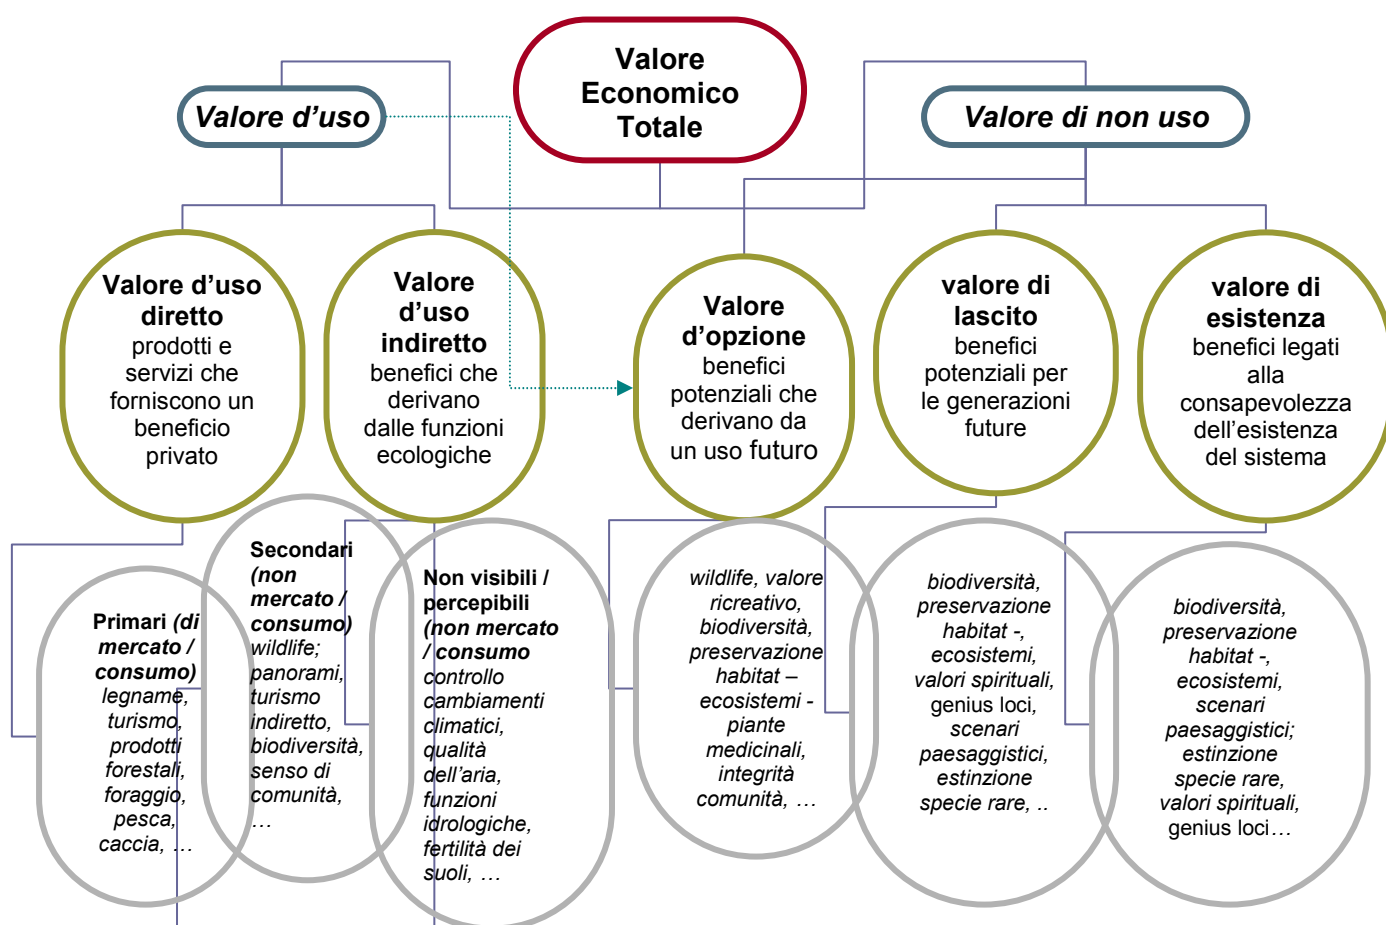 Valore
Economico
Totale
Valore d’uso
Valore di non uso
Valore d’uso
diretto
prodotti e
servizi che
forniscono un
beneficio
privato
Valore
d’uso
indiretto
benefici che
derivano
dalle funzioni
ecologiche
Valore
d’opzione
benefici
potenziali che
derivano da
un uso futuro
valore di
lascito
benefici
potenziali per
le generazioni
future
valore di
esistenza
benefici legati
alla
consapevolezza
dell’esistenza
del sistema
Primari (di
mercato /
consumo)
legname,
turismo,
prodotti
forestali,
foraggio,
pesca,
caccia, …
Secondari
(non
mercato /
consumo)
wildlife;
panorami,
turismo
indiretto,
biodiversità,
senso di
comunità,
…
Non visibili /
percepibili
(non mercato
/ consumo
controllo
cambiamenti
climatici,
qualità
dell’aria,
funzioni
idrologiche,
fertilità dei
suoli, …
wildlife, valore
ricreativo,
biodiversità,
preservazione
habitat –
ecosistemi -
piante
medicinali,
integrità
comunità, …
biodiversità,
preservazione
habitat -,
ecosistemi,
valori spirituali,
genius loci,
scenari
paesaggistici,
estinzione
specie rare, ..
biodiversità,
preservazione
habitat -,
ecosistemi,
scenari
paesaggistici;
estinzione
specie rare,
valori spirituali,
genius loci…